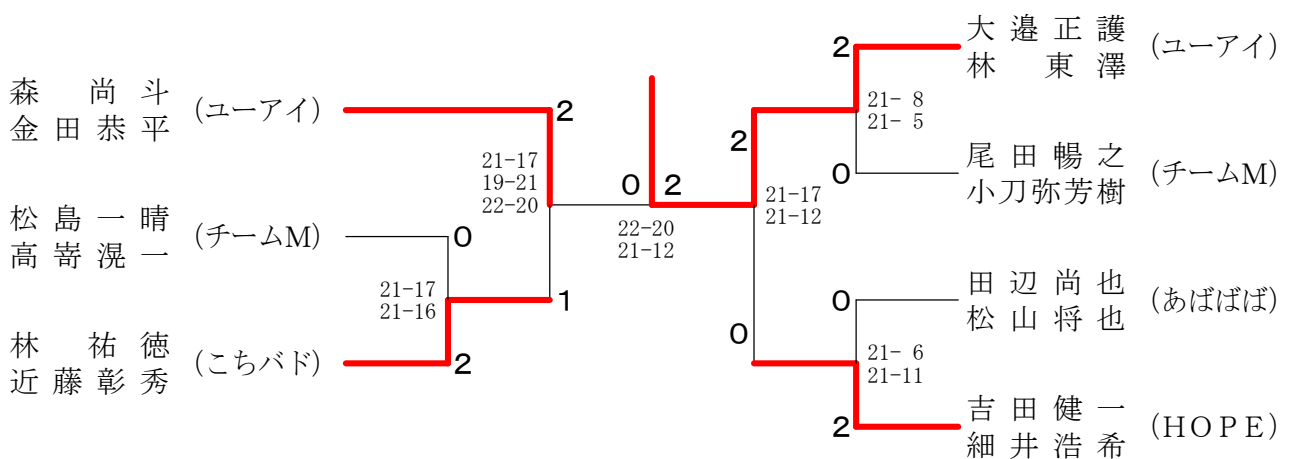 森 尚 斗
金 田 恭 平
(ユーアイ)
松 島 一 晴
高 嵜 滉 一
(チームM)
林 祐 徳
近 藤 彰 秀
(こちバド)
0
2
21-17
21-16
2
1
21-17
19-21
22-20
0
2
22-20
21-12
2
0
21-17
21-12
2
0
21- 8
21- 5
0
2
21- 6
21-11
大 邉 正 護
林 東 澤
(ユーアイ)
尾 田 暢 之
小刀弥芳樹
(チームM)
田 辺 尚 也
松 山 将 也
(あばばば)
吉 田 健 一
細 井 浩 希
(HOPE)